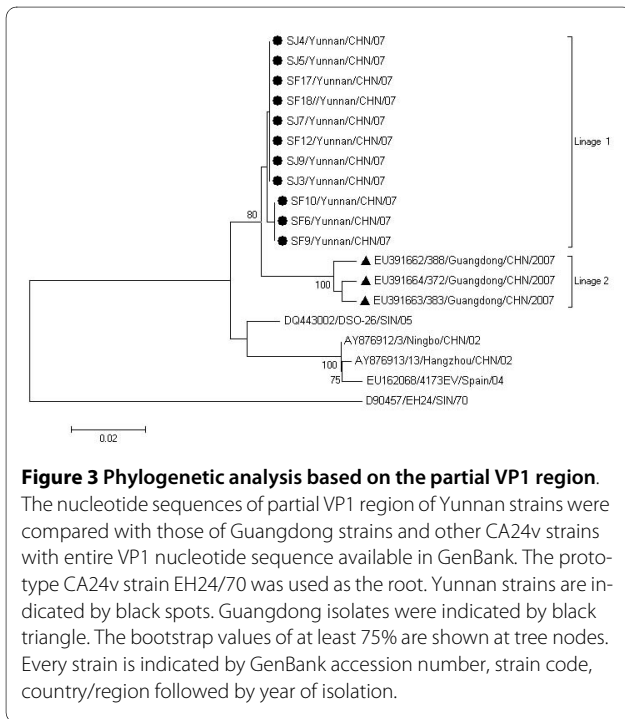 SJ4/Yunnan/CHN/07
SJ5/Yunnan/CHN/07
SF17/Yunnan/CHN/07
SF18//Yunnan/CHN/07
SJ7/Yunnan/CHN/07
SF12/Yunnan/CHN/07
SJ9/Yunnan/CHN/07
SJ3/Yunnan/CHN/07
SF10/Yunnan/CHN/07
SF6/Yunnan/CHN/07
SF9/Yunnan/CHN/07
Linage 1
80
EU391662/388/Guangdong/CHN/2007
EU391664/372/Guangdong/CHN/2007
EU391663/383/Guangdong/CHN/2007
Linage 2
100
DQ443002/DSO-26/SIN/05
AY876912/3/Ningbo/CHN/02
AY876913/13/Hangzhou/CHN/02
100
EU162068/4173EV/Spain/04
75
D90457/EH24/SIN/70
0.02
Figure 3 Phylogenetic analysis based on the partial VP1 region.
The nucleotide sequences of partial VP1 region of Yunnan strains were
compared with those of Guangdong strains and other CA24v strains
with entire VP1 nucleotide sequence available in GenBank. The proto-
type CA24v strain EH24/70 was used as the root. Yunnan strains are in-
dicated by black spots. Guangdong isolates were indicated by black
triangle. The bootstrap values of at least 75% are shown at tree nodes.
Every strain is indicated by GenBank accession number, strain code,
country/region followed by year of isolation.